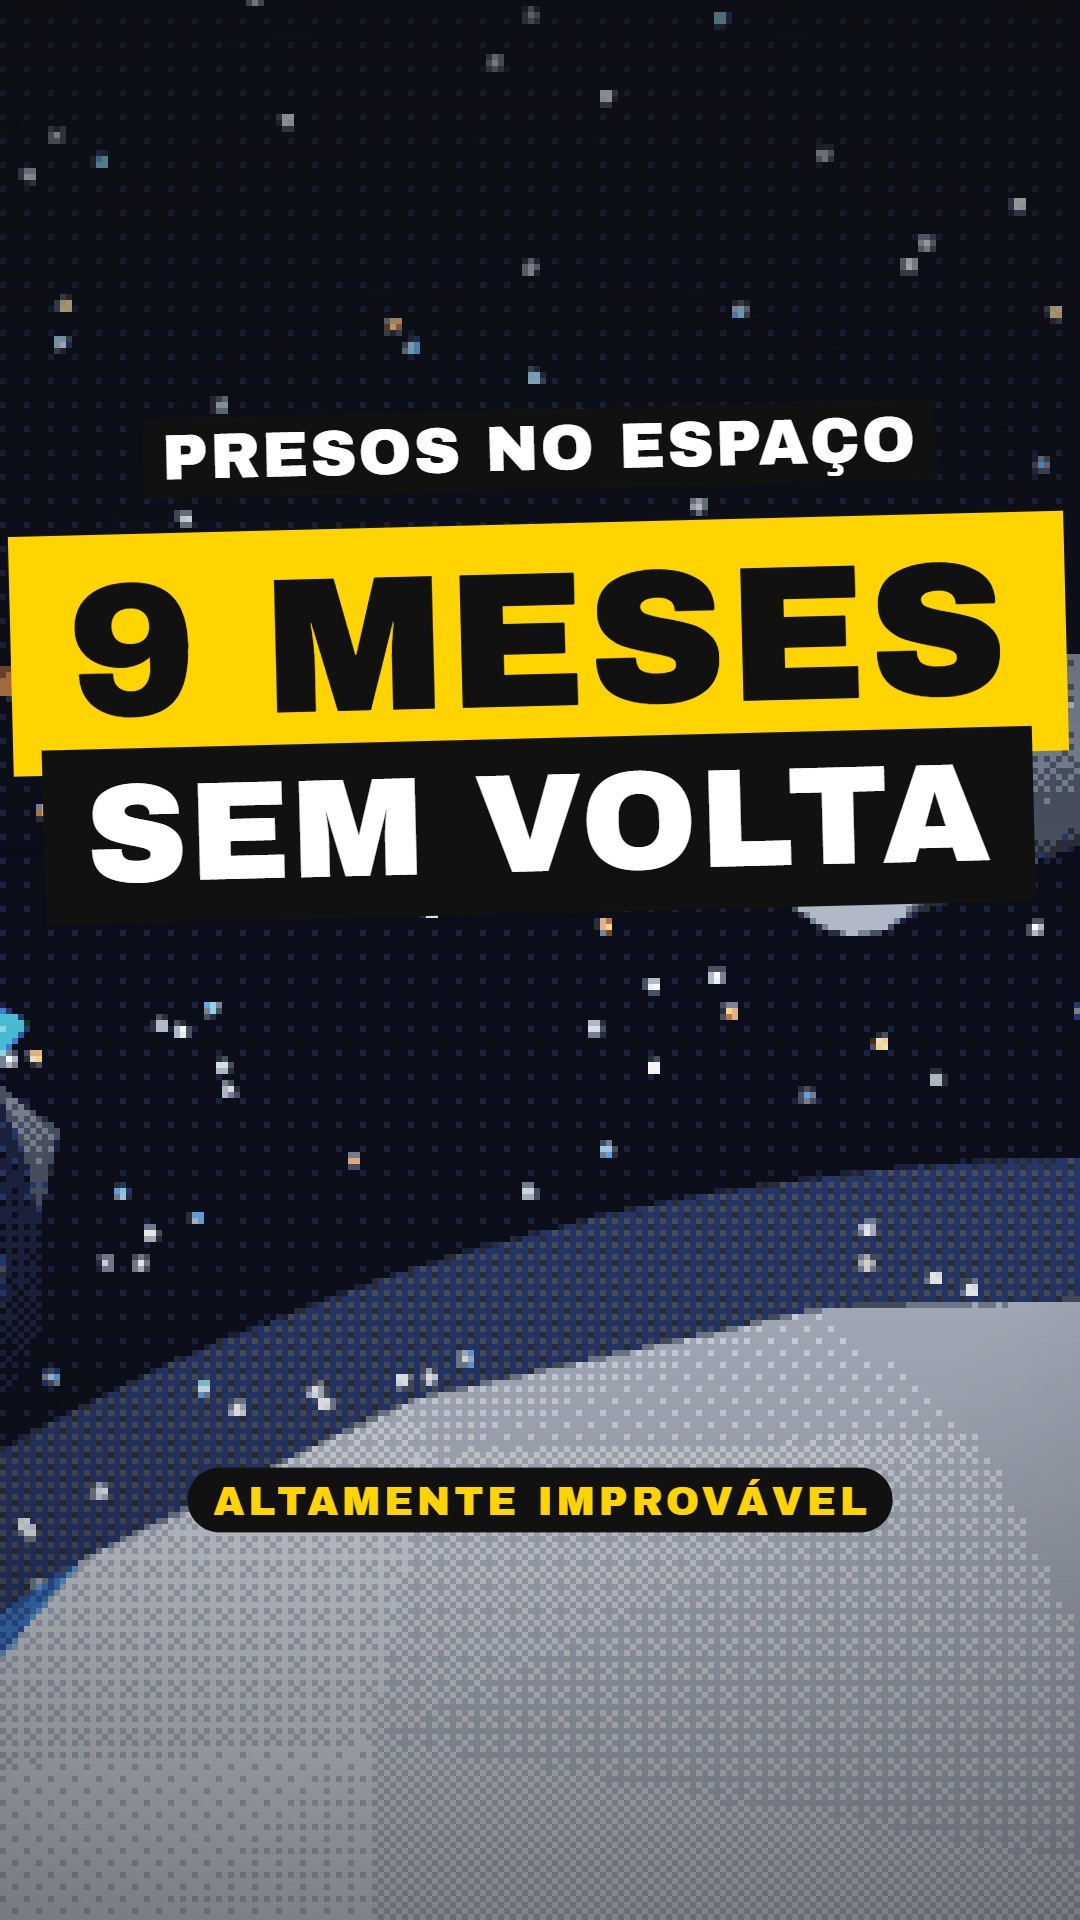 PRESOS NO ESPAÇO
9 MESES
SEM VOLTA
ALTAMENTE IMPROVÁVEL